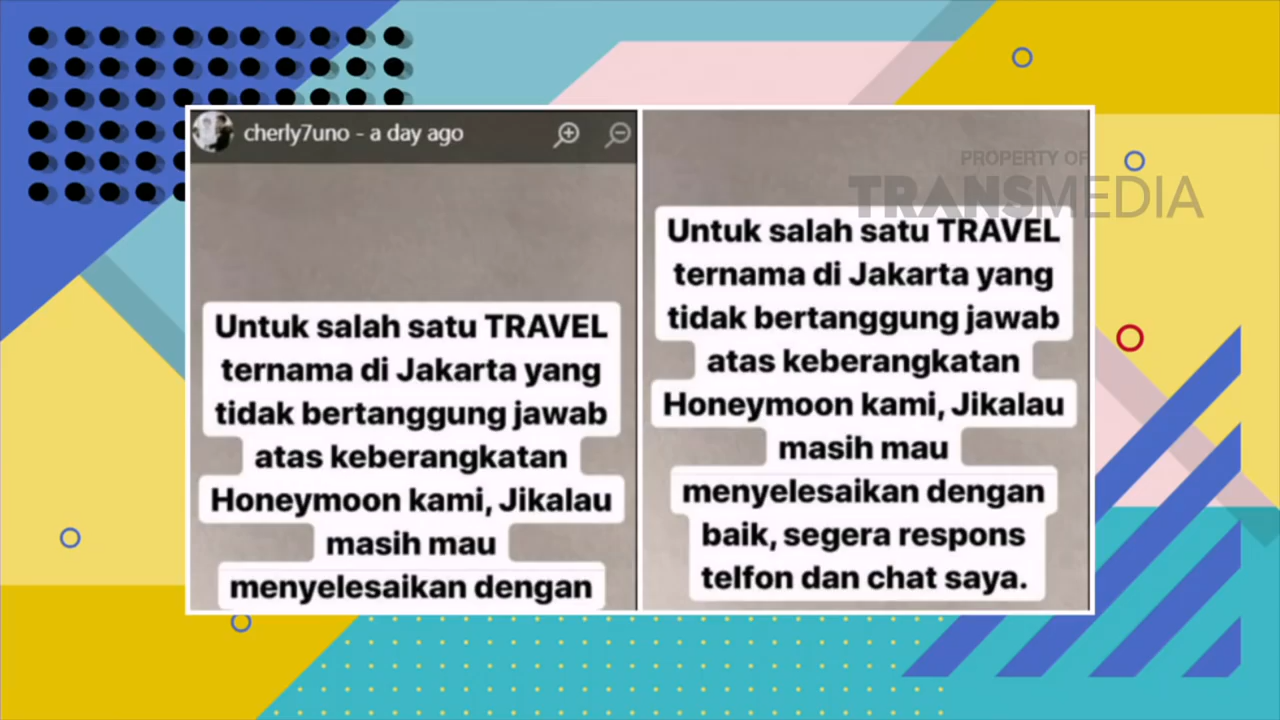 cherly7uno - a day ago
Untuk salah satu TRAVEL
ternama di Jakarta yang
tidak bertanggung jawab
atas keberangkatan
Honeymoon kami, Jikalau
masih mau
menyelesaikan dengan
PROPERTY OF
TRANSMEDIA
Untuk salah satu TRAVEL
ternama di Jakarta yang
tidak bertanggung jawab
atas keberangkatan
Honeymoon kami, Jikalau
masih mau
menyelesaikan dengan
baik, segera respons
telfon dan chat saya.